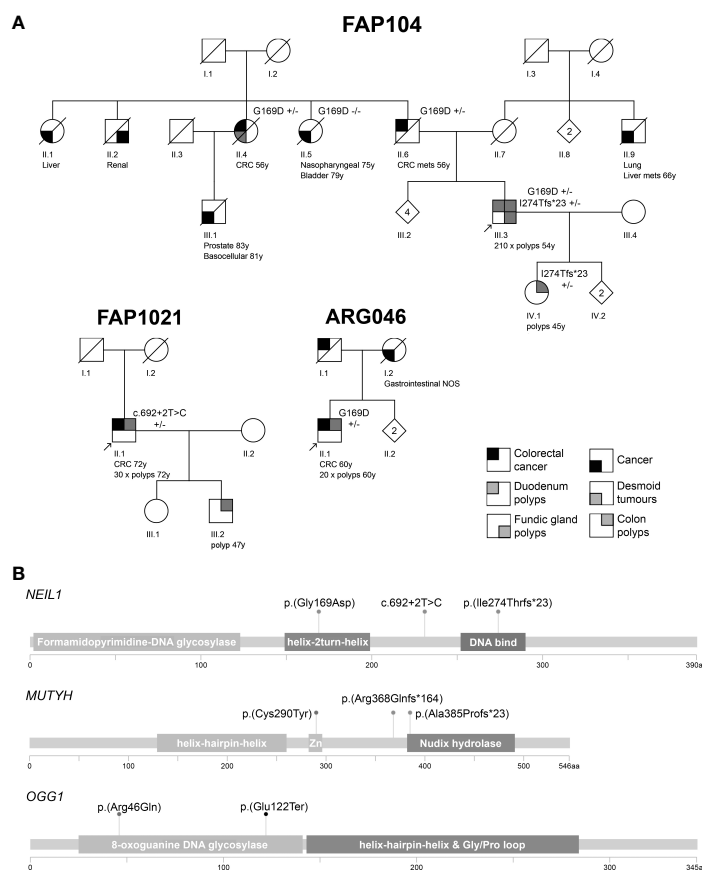 A
FAP104
I.1
I.2
I.3
I.4
G169D +/-
G169D -/-
G169D +/-
2
II.1
Liver
II.2
Renal
II.3
II.4
CRC 56y
II.5
Nasopharyngeal 75y
Bladder 79y
II.6
CRC mets 56y
II.7
II.8
II.9
Lung
Liver mets 66y
G169D +/-
I274Tfs*23 +/-
4
III.1
Prostate 83y
Basocellular 81y
III.2
III.3
210 x polyps 54y
III.4
I274Tfs*23
+/-
2
IV.1
polyps 45y
IV.2
FAP1021
I.1
I.2
c.692+2T>C
+/-
II.1
CRC 72y
30 x polyps 72y
II.2
III.1
III.2
polyp 47y
ARG046
I.1
I.2
Gastrointestinal NOS
G169D
+/-
2
II.1
CRC 60y
20 x polyps 60y
II.2
Colorectal
cancer
Cancer
Duodenum
polyps
Desmoid
tumours
Fundic gland
polyps
Colon
polyps
B
NEIL1
p.(Gly169Asp)
c.692+2T>C
p.(Ile274Thrfs*23)
Formamidopyrimidine-DNA glycosylase
helix-2turn-helix
DNA bind
0
100
200
300
390a
MUTYH
p.(Arg368Glnfs*164)
p.(Cys290Tyr)
p.(Ala385Profs*23)
helix-hairpin-helix
Zn
Nudix hydrolase
0
100
200
300
400
500
546aa
OGG1
p.(Arg46Gln)
p.(Glu122Ter)
8-oxoguanine DNA glycosylase
helix-hairpin-helix & Gly/Pro loop
0
100
200
300
345a